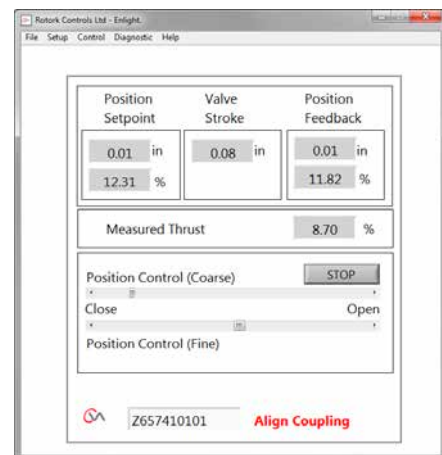 Rotork Controls Ltd - Enlight.
File Setup Control Diagnostic Help
Position Setpoint
Valve Stroke
Position Feedback
0.01 in
0.08 in
0.01 in
12.31 %
11.82 %
Measured Thrust 8.70 %
Position Control (Coarse) STOP
Close Open
Position Control (Fine)
Z657410101 Align Coupling